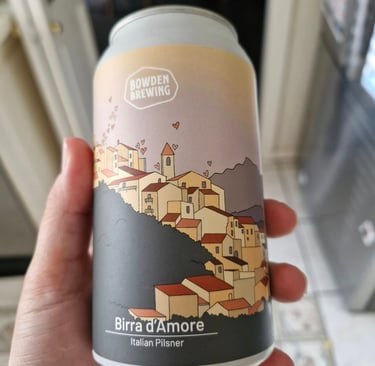 BOWDEN
BREWING
Birra d'Amore
Italian Pilsner